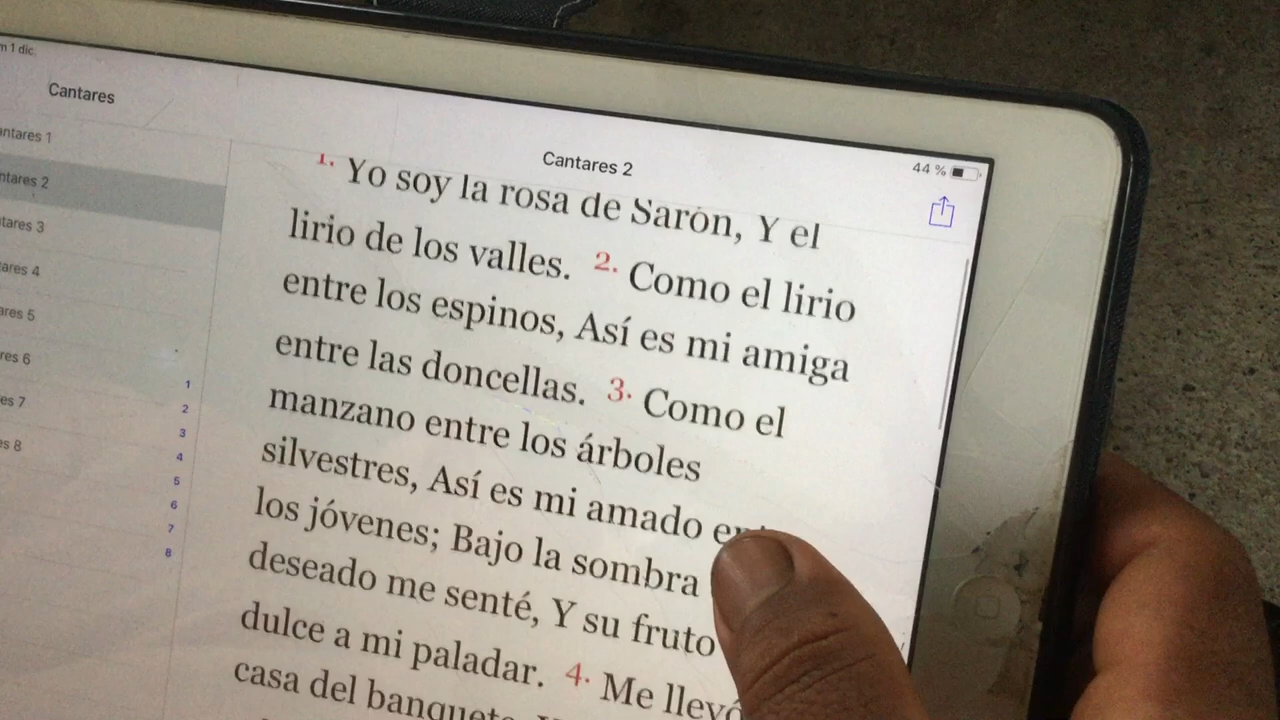 m 1 dic.
Cantares
Cantares 2
44 %
antares 1
ntares 2
tares 3
ares 4
ares 5
res 6
es 7
es 8
1
2
3
4
5
6
7
8
1. Yo soy la rosa de Sarón, Y el
lirio de los valles. 2. Como el lirio
entre los espinos, Así es mi amiga
entre las doncellas. 3. Como el
manzano entre los árboles
silvestres, Así es mi amado
los jóvenes; Bajo la sombra
deseado me senté, Y su fruto
dulce a mi paladar. 4. Me llevó
casa del banquete,